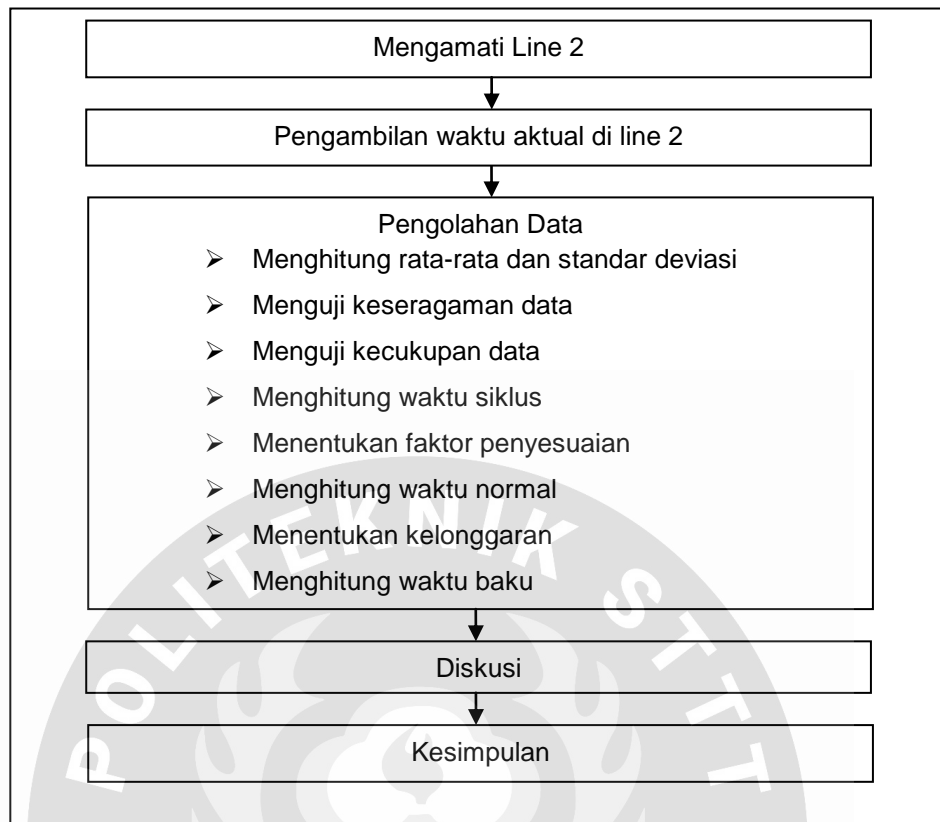 Mengamati Line 2
Pengambilan waktu aktual di line 2
Pengolahan Data
➢ Menghitung rata-rata dan standar deviasi
➢ Menguji keseragaman data
➢ Menguji kecukupan data
➢ Menghitung waktu siklus
➢ Menentukan faktor penyesuaian
➢ Menghitung waktu normal
➢ Menentukan kelonggaran
➢ Menghitung waktu baku
Diskusi
Kesimpulan
POLITEKNIK STTT